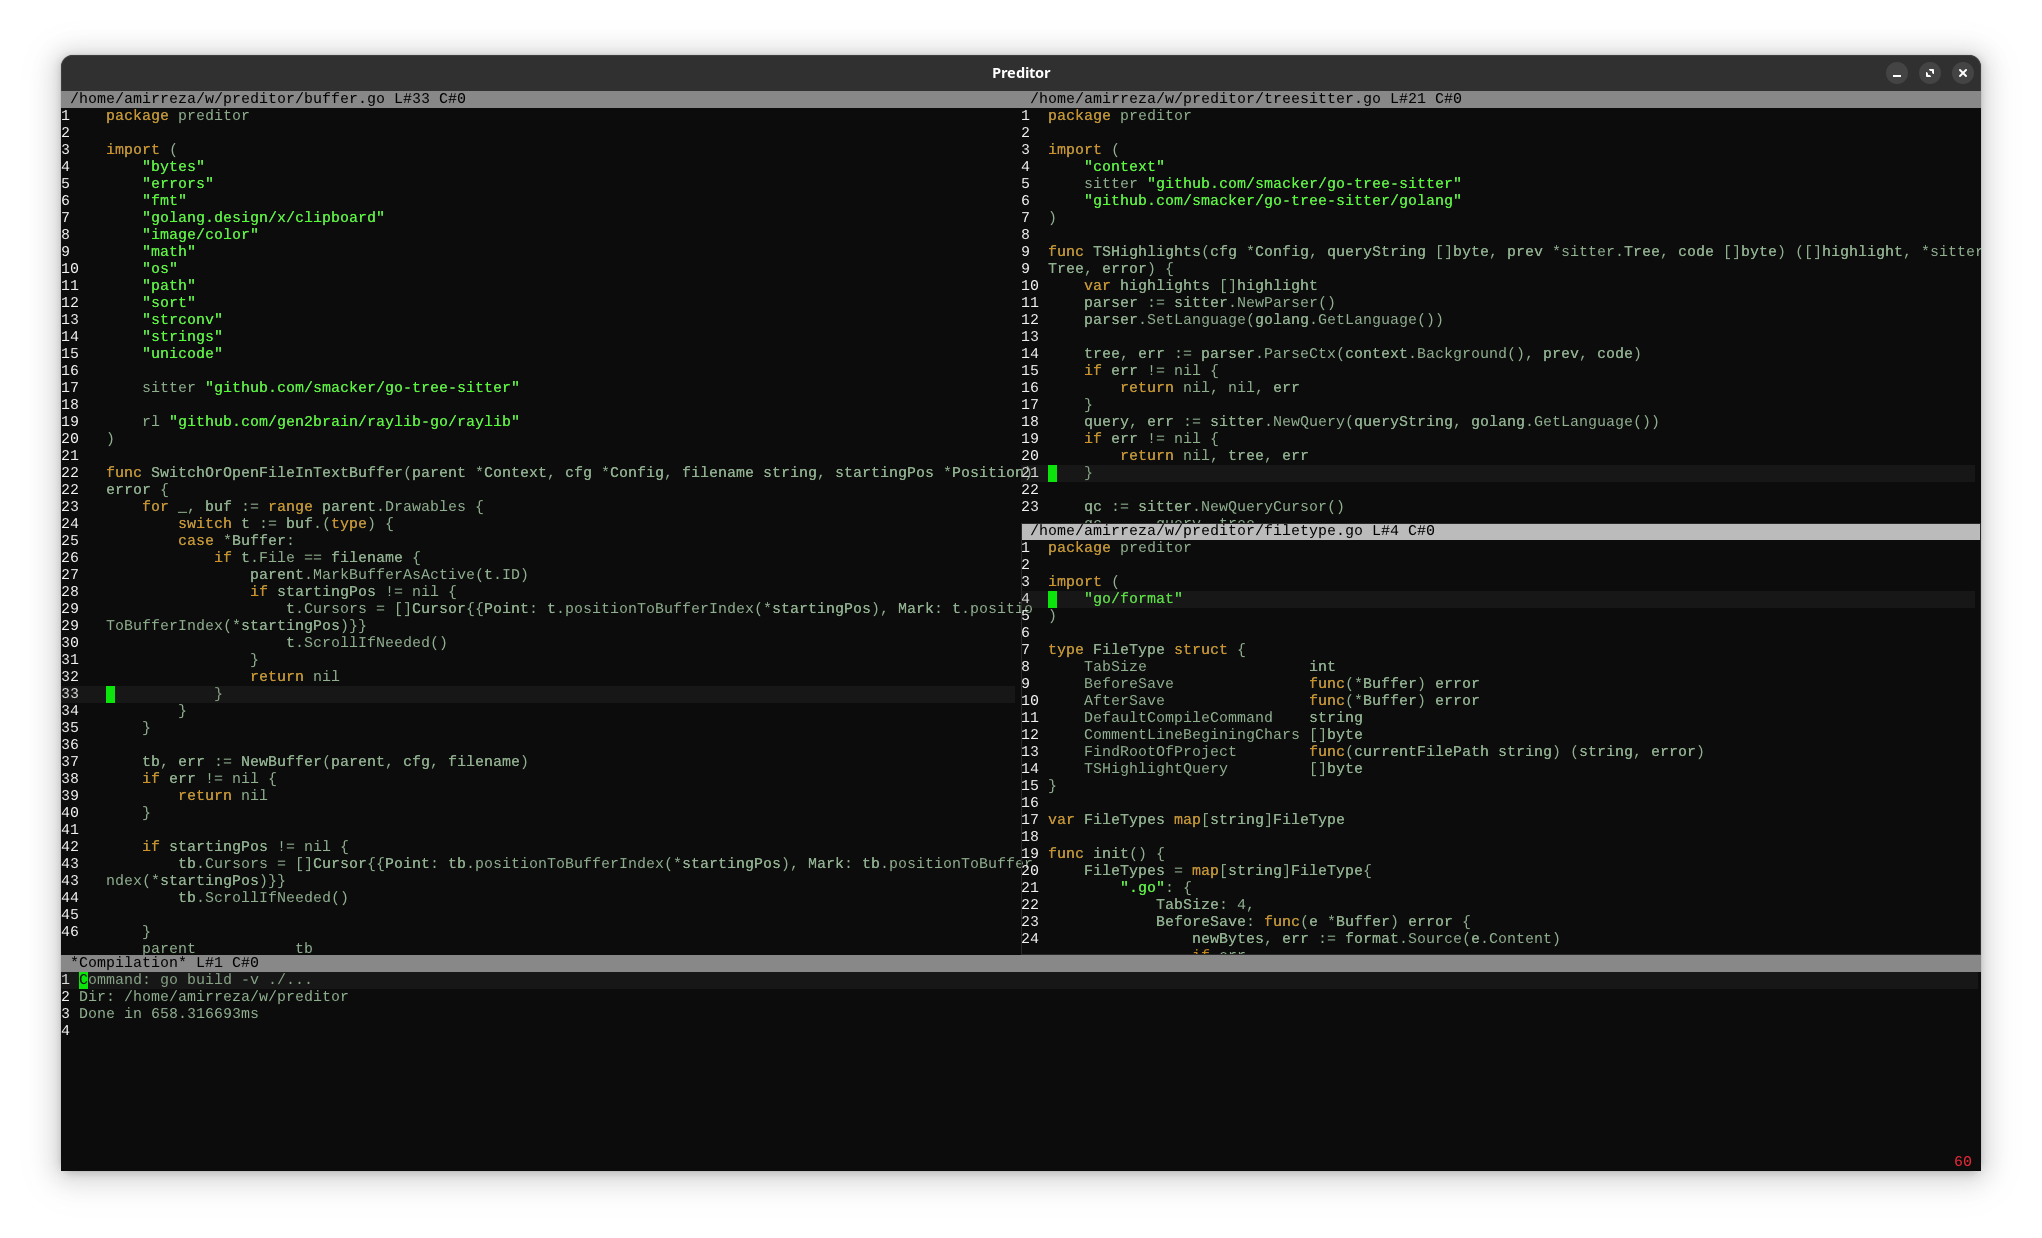 Preditor
/home/amirreza/w/preditor/buffer.go L#33 C#0
1    package preditor
2
3    import (
4        "bytes"
5        "errors"
6        "fmt"
7        "golang.design/x/clipboard"
8        "image/color"
9        "math"
10       "os"
11       "path"
12       "sort"
13       "strconv"
14       "strings"
15       "unicode"
16
17       sitter "github.com/smacker/go-tree-sitter"
18
19       rl "github.com/gen2brain/raylib-go/raylib"
20   )
21
22   func SwitchOrOpenFileInTextBuffer(parent *Context, cfg *Config, filename string, startingPos *Position)
22   error {
23       for _, buf := range parent.Drawables {
24           switch t := buf.(type) {
25           case *Buffer:
26               if t.File == filename {
27                   parent.MarkBufferAsActive(t.ID)
28                   if startingPos != nil {
29                       t.Cursors = []Cursor{{Point: t.positionToBufferIndex(*startingPos), Mark: t.positio
29   ToBufferIndex(*startingPos)}}
30                       t.ScrollIfNeeded()
31                   }
32                   return nil
33               }
34           }
35       }
36
37       tb, err := NewBuffer(parent, cfg, filename)
38       if err != nil {
39           return nil
40       }
41
42       if startingPos != nil {
43           tb.Cursors = []Cursor{{Point: tb.positionToBufferIndex(*startingPos), Mark: tb.positionToBuffer
43   ndex(*startingPos)}}
44           tb.ScrollIfNeeded()
45
46       }
         parent           tb
/home/amirreza/w/preditor/treesitter.go L#21 C#0
1  package preditor
2
3  import (
4      "context"
5      sitter "github.com/smacker/go-tree-sitter"
6      "github.com/smacker/go-tree-sitter/golang"
7  )
8
9  func TSHighlights(cfg *Config, queryString []byte, prev *sitter.Tree, code []byte) ([]highlight, *sitter
9  Tree, error) {
10     var highlights []highlight
11     parser := sitter.NewParser()
12     parser.SetLanguage(golang.GetLanguage())
13
14     tree, err := parser.ParseCtx(context.Background(), prev, code)
15     if err != nil {
16         return nil, nil, err
17     }
18     query, err := sitter.NewQuery(queryString, golang.GetLanguage())
19     if err != nil {
20         return nil, tree, err
21     }
22
23     qc := sitter.NewQueryCursor()
       qc      query  tree
/home/amirreza/w/preditor/filetype.go L#4 C#0
1  package preditor
2
3  import (
4      "go/format"
5  )
6
7  type FileType struct {
8      TabSize                  int
9      BeforeSave               func(*Buffer) error
10     AfterSave                func(*Buffer) error
11     DefaultCompileCommand    string
12     CommentLineBeginingChars []byte
13     FindRootOfProject        func(currentFilePath string) (string, error)
14     TSHighlightQuery         []byte
15 }
16
17 var FileTypes map[string]FileType
18
19 func init() {
20     FileTypes = map[string]FileType{
21         ".go": {
22             TabSize: 4,
23             BeforeSave: func(e *Buffer) error {
24                 newBytes, err := format.Source(e.Content)
                   if err
*Compilation* L#1 C#0
1 Command: go build -v ./...
2 Dir: /home/amirreza/w/preditor
3 Done in 658.316693ms
4
60